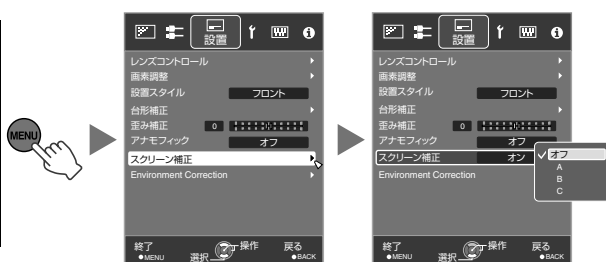 MENU
設置
レンズコントロール
画素調整
設置スタイル フロント
台形補正
歪み補正 0
アナモフィック オフ
スクリーン補正
Environment Correction
終了 操作 戻る
●MENU 選択 ●BACK
設置
レンズコントロール
画素調整
設置スタイル フロント
台形補正
歪み補正 0
アナモフィック オフ
スクリーン補正 オン
オフ
A
B
C
Environment Correction
終了 操作 戻る
●MENU 選択 ●BACK